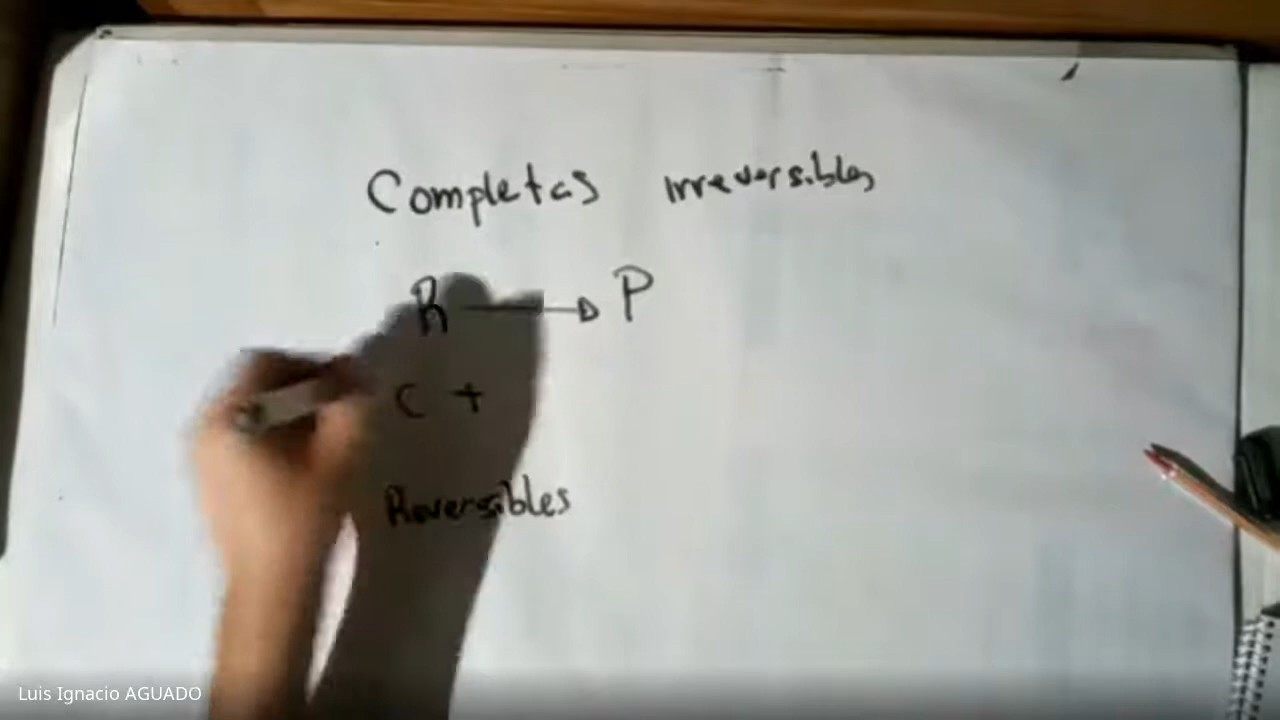 Completas irreversibles
R → P
C +
Reversibles
Luis Ignacio AGUADO